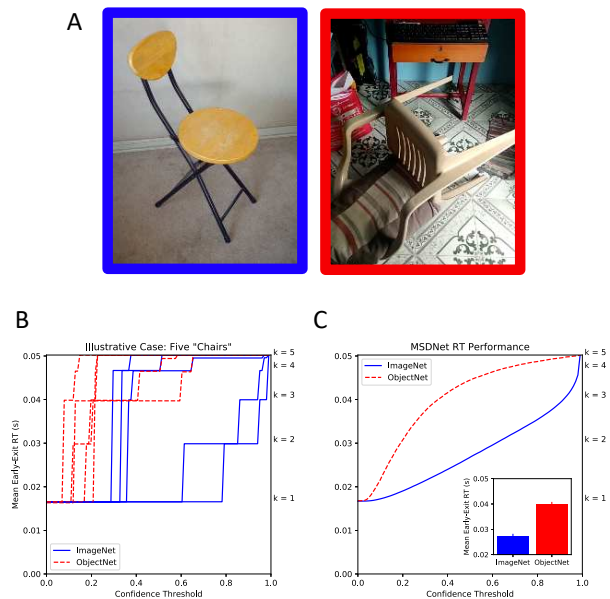 A
B
Illustrative Case: Five "Chairs"
Mean Early-Exit RT (s)
0.05
0.04
0.03
0.02
0.01
0.00
k = 5
k = 4
k = 3
k = 2
k = 1
ImageNet
ObjectNet
0.0 0.2 0.4 0.6 0.8 1.0
Confidence Threshold
C
MSDNet RT Performance
Mean Early-Exit RT (s)
0.05
0.04
0.03
0.02
0.01
0.00
k = 5
k = 4
k = 3
k = 2
k = 1
ImageNet
ObjectNet
Mean Early-Exit RT (s)
0.05
0.04
0.03
0.02
ImageNet ObjectNet
0.0 0.2 0.4 0.6 0.8 1.0
Confidence Threshold